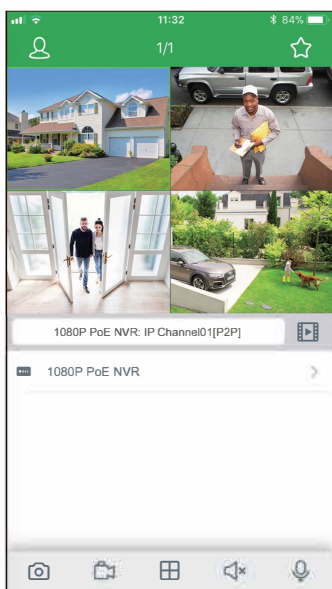 11:32
84%
1/1
1080P PoE NVR: IP Channel01[P2P]
1080P PoE NVR